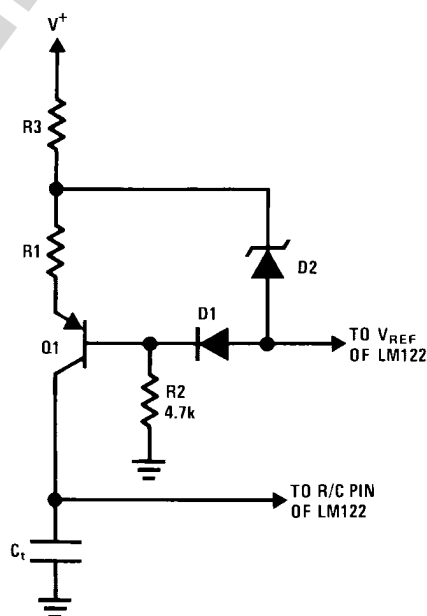 V+
R3
R1
D2
D1
Q1
TO VREF
OF LM122
R2
4.7k
TO R/C PIN
OF LM122
Ct